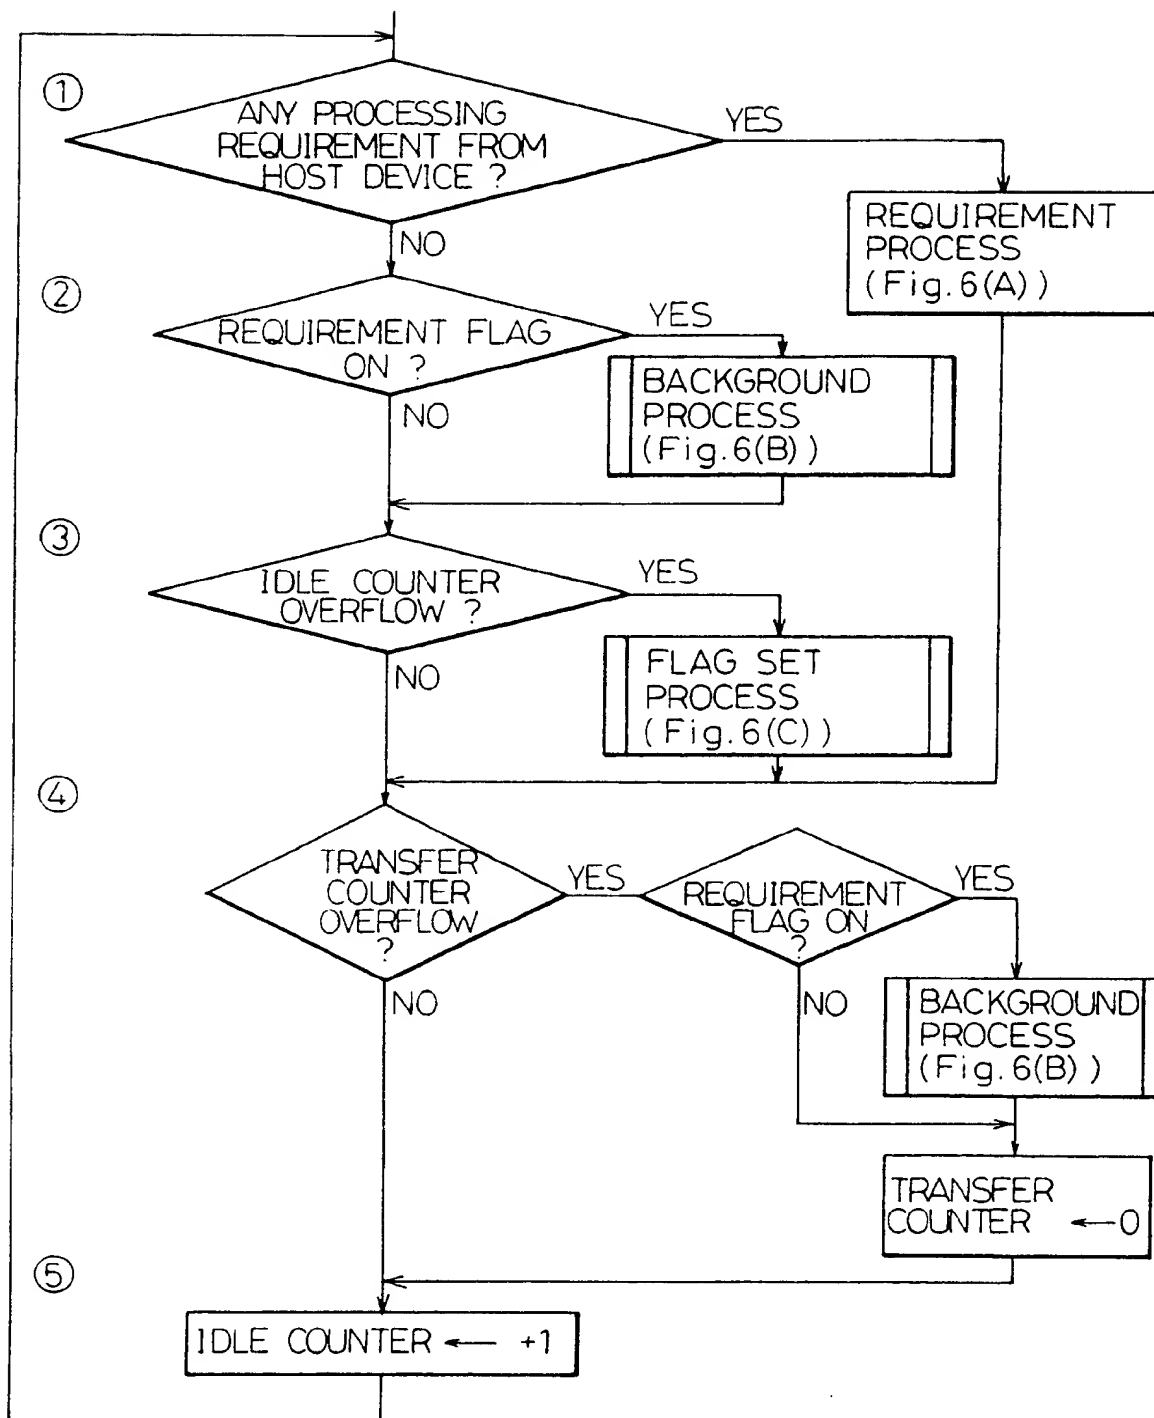 ①
ANY PROCESSING
REQUIREMENT FROM
HOST DEVICE ?
YES
REQUIREMENT
PROCESS
(Fig.6(A))
NO
②
REQUIREMENT FLAG
ON ?
YES
BACKGROUND
PROCESS
(Fig.6(B))
NO
③
IDLE COUNTER
OVERFLOW ?
YES
FLAG SET
PROCESS
(Fig.6(C))
NO
④
TRANSFER
COUNTER
OVERFLOW
?
YES
REQUIREMENT
FLAG ON
?
YES
NO
NO
BACKGROUND
PROCESS
(Fig.6(B))
TRANSFER
COUNTER ←0
⑤
IDLE COUNTER ← +1